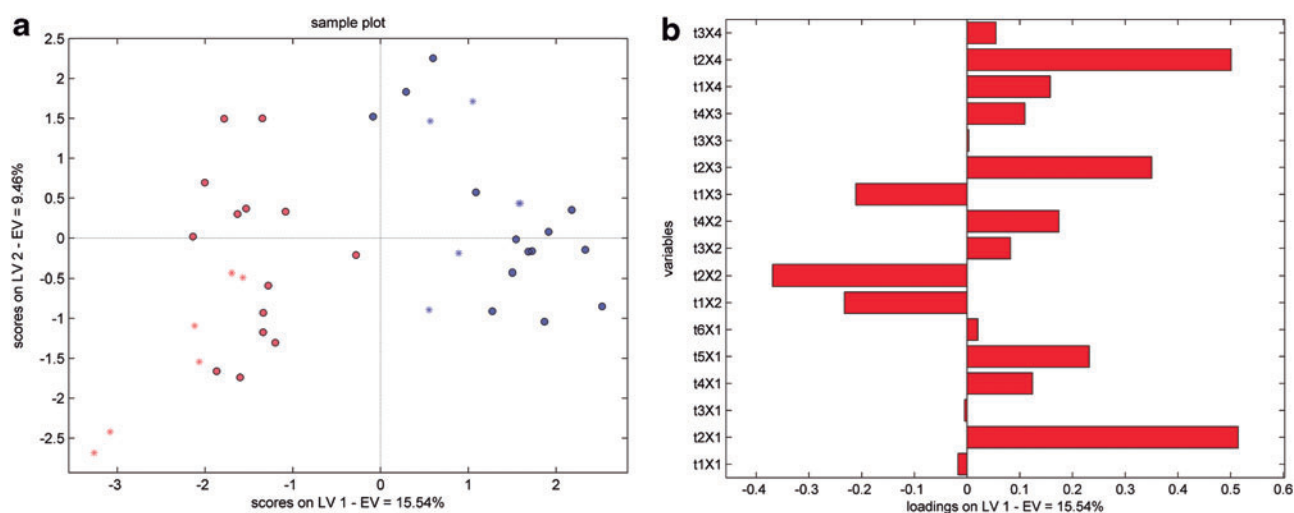 a
sample plot
2.5
2
1.5
1
0.5
0
-0.5
-1
-1.5
-2
-2.5
scores on LV 2 - EV = 9.46%
-3 -2 -1 0 1 2
scores on LV 1 - EV = 15.54%
b
variables
t3X4
t2X4
t1X4
t4X3
t3X3
t2X3
t1X3
t4X2
t3X2
t2X2
t1X2
t6X1
t5X1
t4X1
t3X1
t2X1
t1X1
-0.4 -0.3 -0.2 -0.1 0 0.1 0.2 0.3 0.4 0.5 0.6
loadings on LV 1 - EV = 15.54%